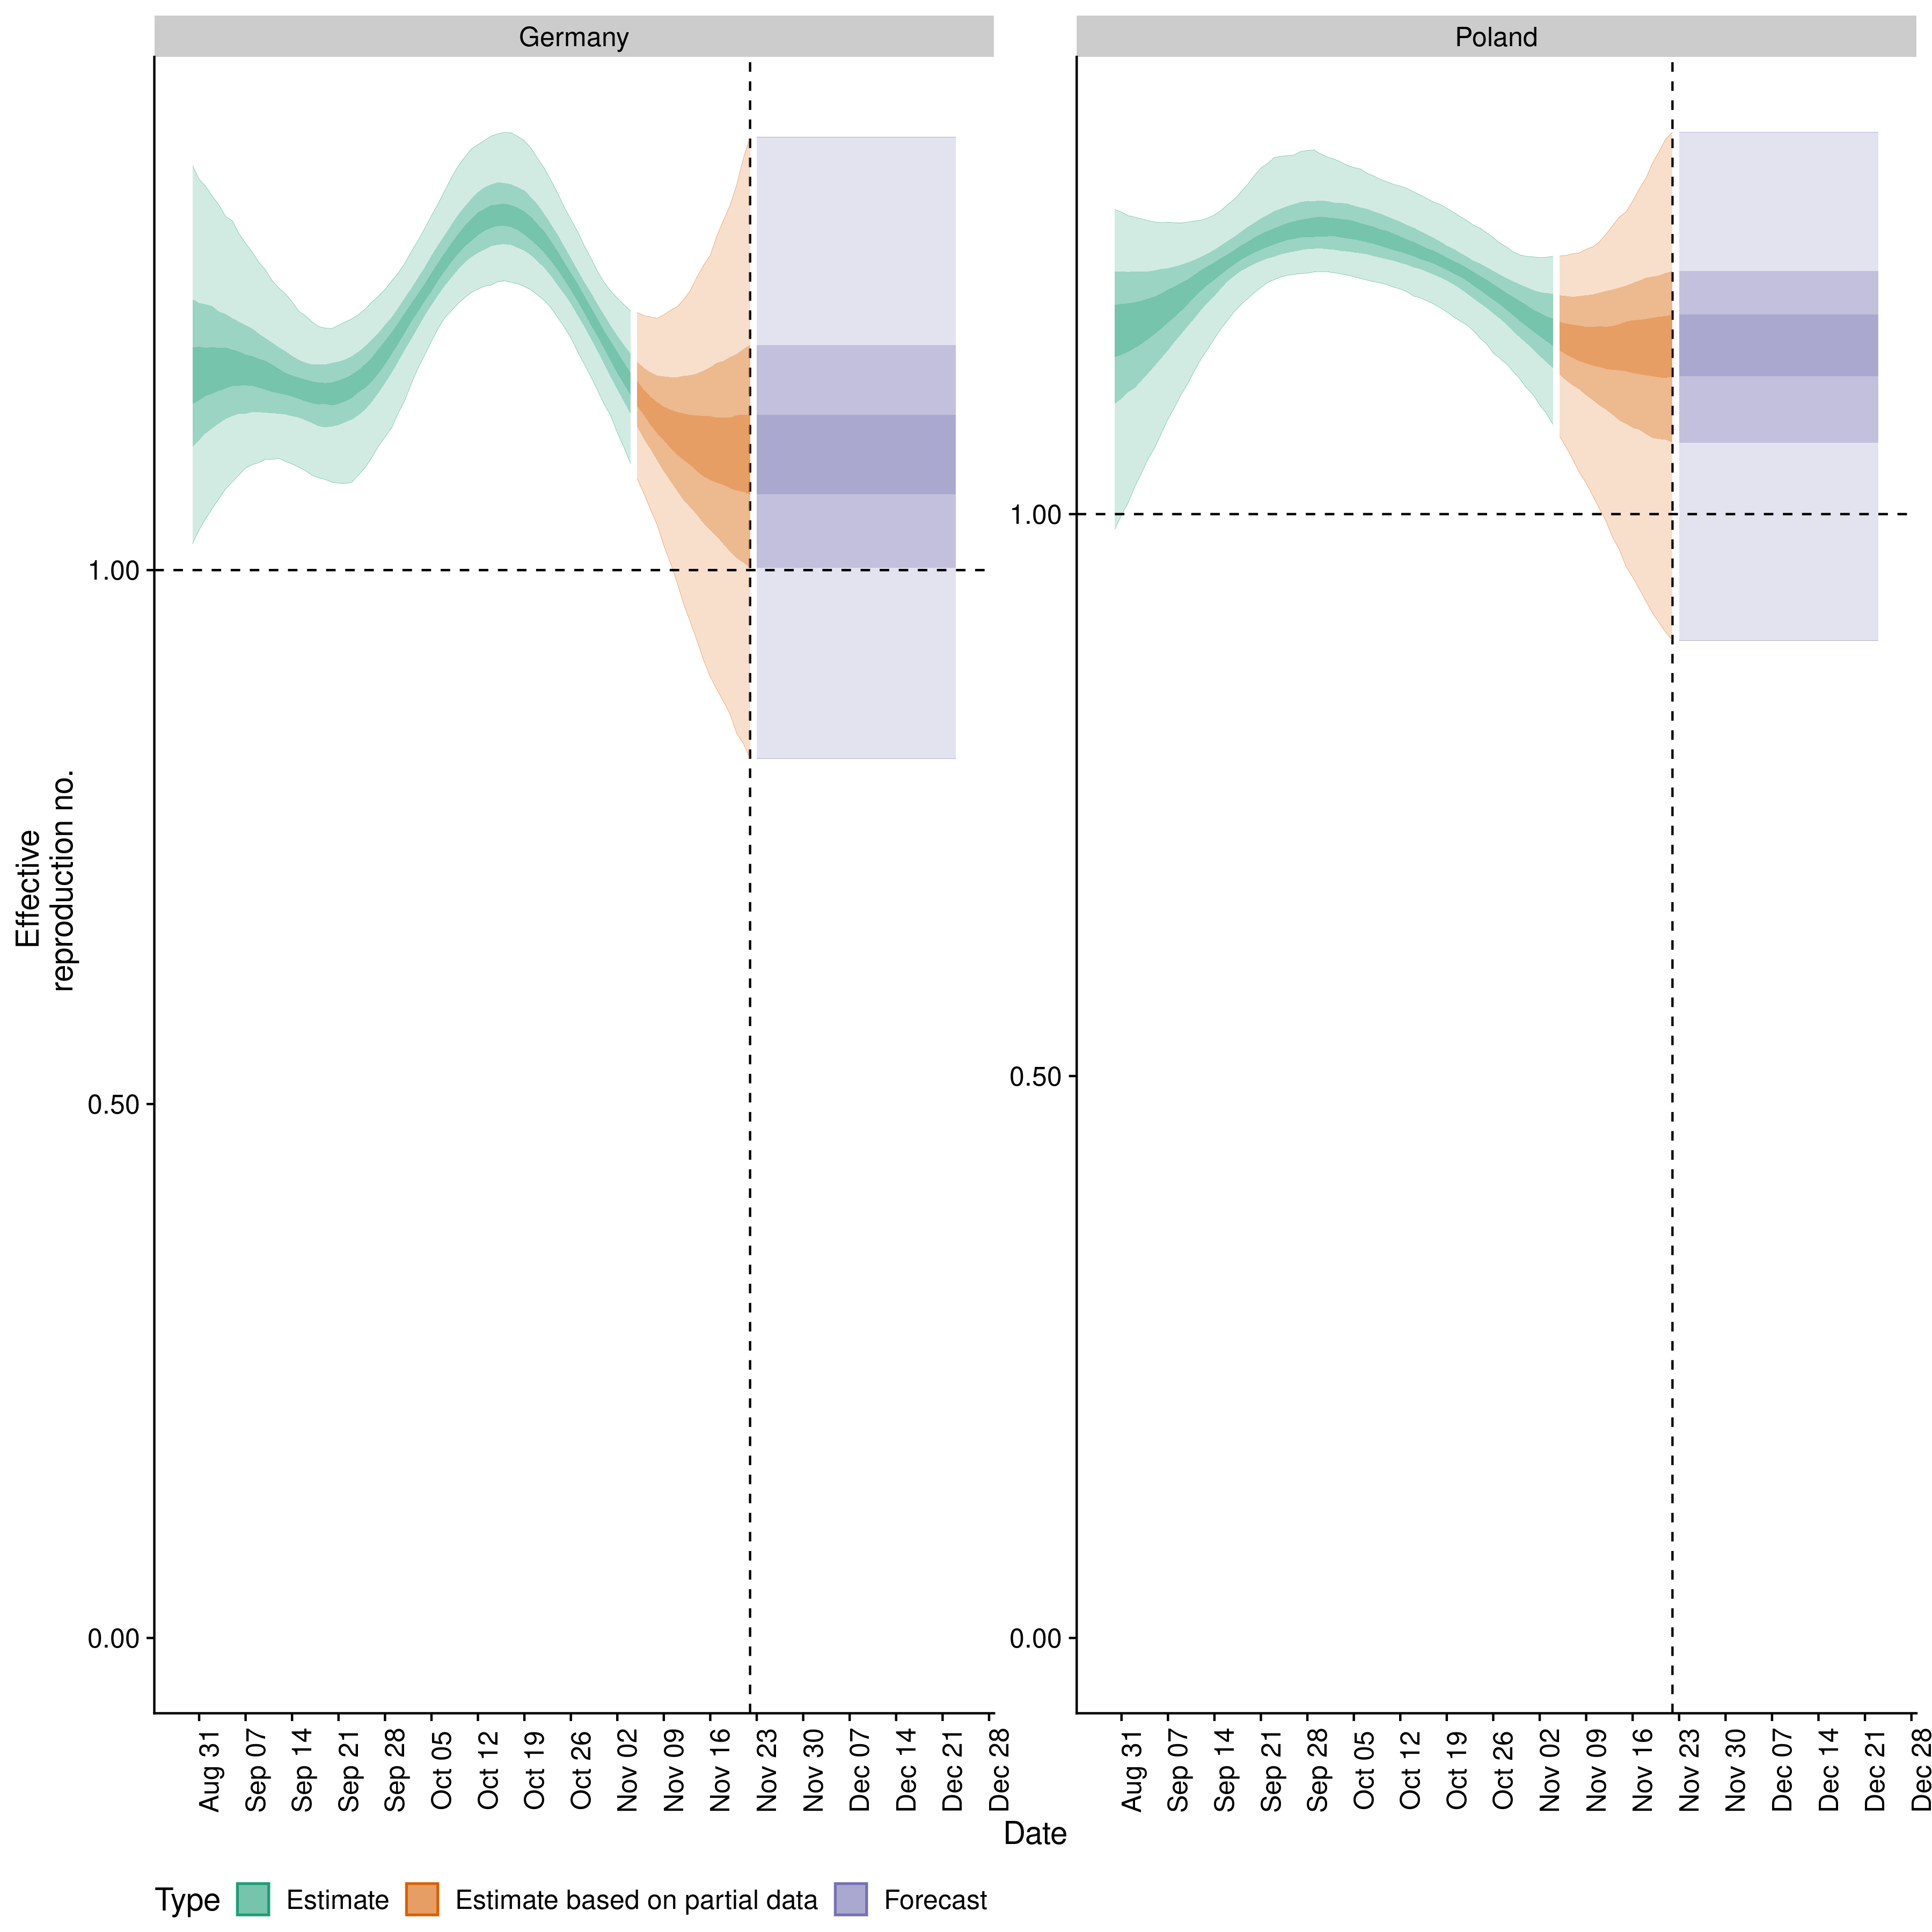 Germany
Poland
Effective
reproduction no.
1.00
0.50
0.00
1.00
0.50
0.00
Aug 31
Sep 07
Sep 14
Sep 21
Sep 28
Oct 05
Oct 12
Oct 19
Oct 26
Nov 02
Nov 09
Nov 16
Nov 23
Nov 30
Dec 07
Dec 14
Dec 21
Dec 28
Aug 31
Sep 07
Sep 14
Sep 21
Sep 28
Oct 05
Oct 12
Oct 19
Oct 26
Nov 02
Nov 09
Nov 16
Nov 23
Nov 30
Dec 07
Dec 14
Dec 21
Dec 28
Date
Type Estimate Estimate based on partial data Forecast